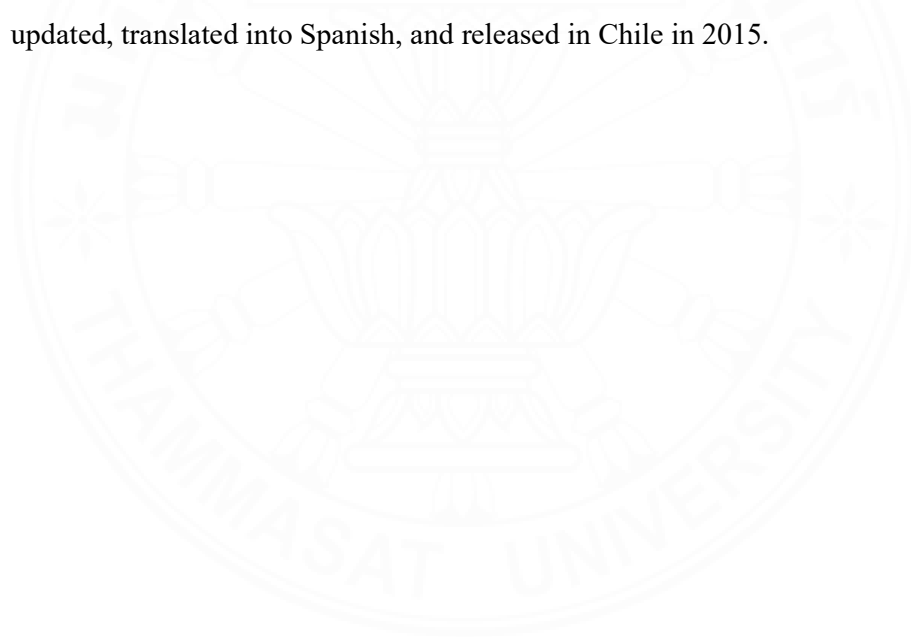 updated, translated into Spanish, and released in Chile in 2015.
THAMMASAT UNIVERSITY